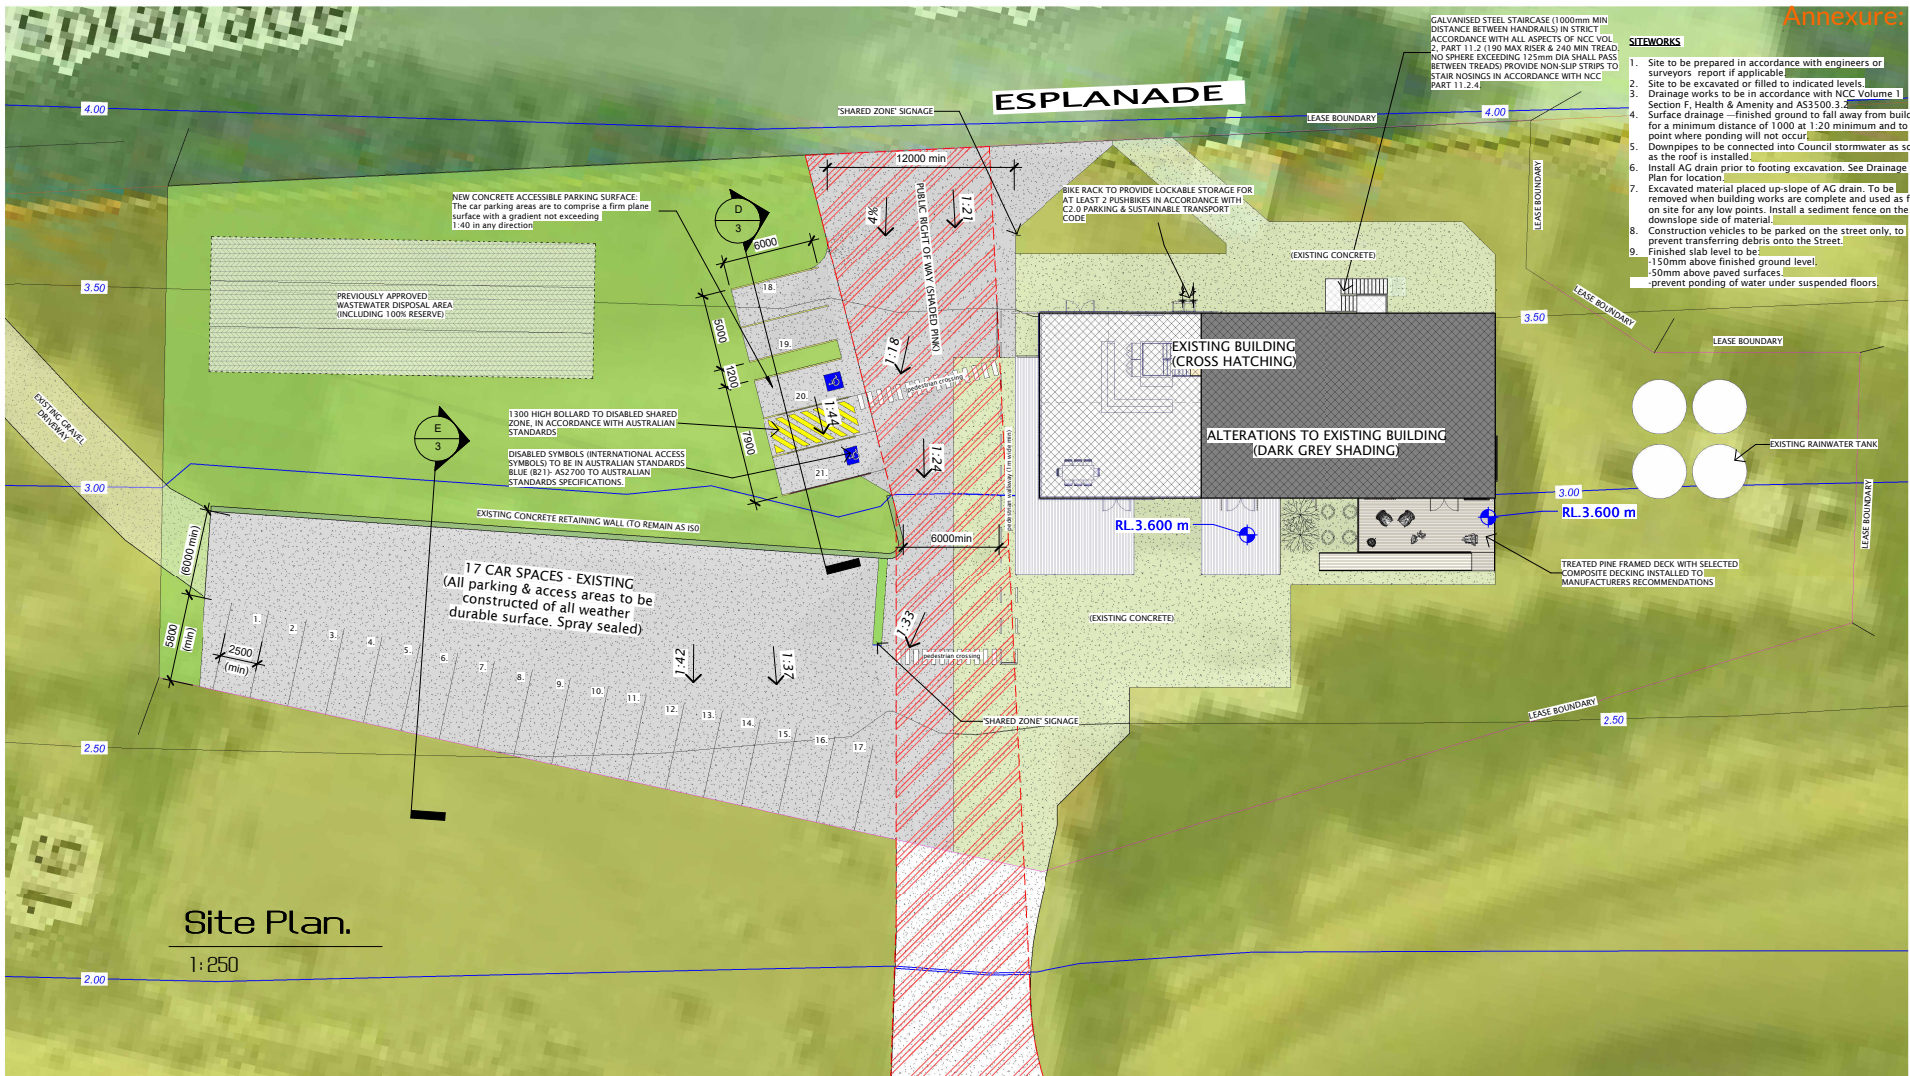 Annexure:
GALVANISED STEEL STAIRCASE (1000mm MIN
DISTANCE BETWEEN HANDRAILS) IN STRICT
ACCORDANCE WITH ALL ASPECTS OF NCC VOL
2, PART 11.2 (190 MAX RISER & 240 MIN TREAD.
NO SPHERE EXCEEDING 125mm DIA SHALL PASS
BETWEEN TREADS) PROVIDE NON-SLIP STRIPS TO
STAIR NOSINGS IN ACCORDANCE WITH NCC
PART 11.2.4.
SITEWORKS
1. Site to be prepared in accordance with engineers or
surveyors report if applicable.
2. Site to be excavated or filled to indicated levels.
3. Drainage works to be in accordance with NCC Volume 1
Section F, Health & Amenity and AS3500.3.2
4. Surface drainage —finished ground to fall away from build
for a minimum distance of 1000 at 1:20 minimum and to
point where ponding will not occur.
5. Downpipes to be connected into Council stormwater as so
as the roof is installed.
6. Install AG drain prior to footing excavation. See Drainage
Plan for location.
7. Excavated material placed up-slope of AG drain. To be
removed when building works are complete and used as f
on site for any low points. Install a sediment fence on the
downslope side of material.
8. Construction vehicles to be parked on the street only, to
prevent transferring debris onto the Street.
9. Finished slab level to be:
-150mm above finished ground level.
-50mm above paved surfaces.
-prevent ponding of water under suspended floors.
ESPLANADE
4.00
'SHARED ZONE' SIGNAGE
LEASE BOUNDARY
4.00
LEASE BOUNDARY
12000 min
PUBLIC RIGHT OF WAY (SHADED PINK)
4%
1:21
NEW CONCRETE ACCESSIBLE PARKING SURFACE:
The car parking areas are to comprise a firm plane
surface with a gradient not exceeding
1:40 in any direction
D
3
6000
BIKE RACK TO PROVIDE LOCKABLE STORAGE FOR
AT LEAST 2 PUSHBIKES IN ACCORDANCE WITH
C2.0 PARKING & SUSTAINABLE TRANSPORT
CODE
(EXISTING CONCRETE)
3.50
PREVIOUSLY APPROVED
WASTEWATER DISPOSAL AREA
(INCLUDING 100% RESERVE)
18.
19.
5000
1200
1:18
LEASE BOUNDARY
3.50
LEASE BOUNDARY
EXISTING BUILDING
(CROSS HATCHING)
pedestrian crossing
20.
1:44
7900
21.
EXISTING GRAVEL
DRIVEWAY
E
3
1300 HIGH BOLLARD TO DISABLED SHARED
ZONE, IN ACCORDANCE WITH AUSTRALIAN
STANDARDS
DISABLED SYMBOLS (INTERNATIONAL ACCESS
SYMBOLS) TO BE IN AUSTRALIAN STANDARDS
BLUE (B21)- AS2700 TO AUSTRALIAN
STANDARDS SPECIFICATIONS.
1:24
pedestrian walkway (1m wide min)
ALTERATIONS TO EXISTING BUILDING
(DARK GREY SHADING)
EXISTING RAINWATER TANK
3.00
3.00
LEASE BOUNDARY
EXISTING CONCRETE RETAINING WALL (TO REMAIN AS IS0
RL.3.600 m
RL.3.600 m
6000min
(6000 min)
17 CAR SPACES - EXISTING
(All parking & access areas to be
constructed of all weather
durable surface. Spray sealed)
TREATED PINE FRAMED DECK WITH SELECTED
COMPOSITE DECKING INSTALLED TO
MANUFACTURERS RECOMMENDATIONS
5800
(min)
2500
(min)
1.
2.
3.
4.
5.
6.
7.
8.
9.
10.
11.
12.
13.
14.
15.
16.
17.
1:42
1:37
1:33
pedestrian crossing
(EXISTING CONCRETE)
'SHARED ZONE' SIGNAGE
LEASE BOUNDARY
2.50
2.50
Site Plan.
1:250
2.00